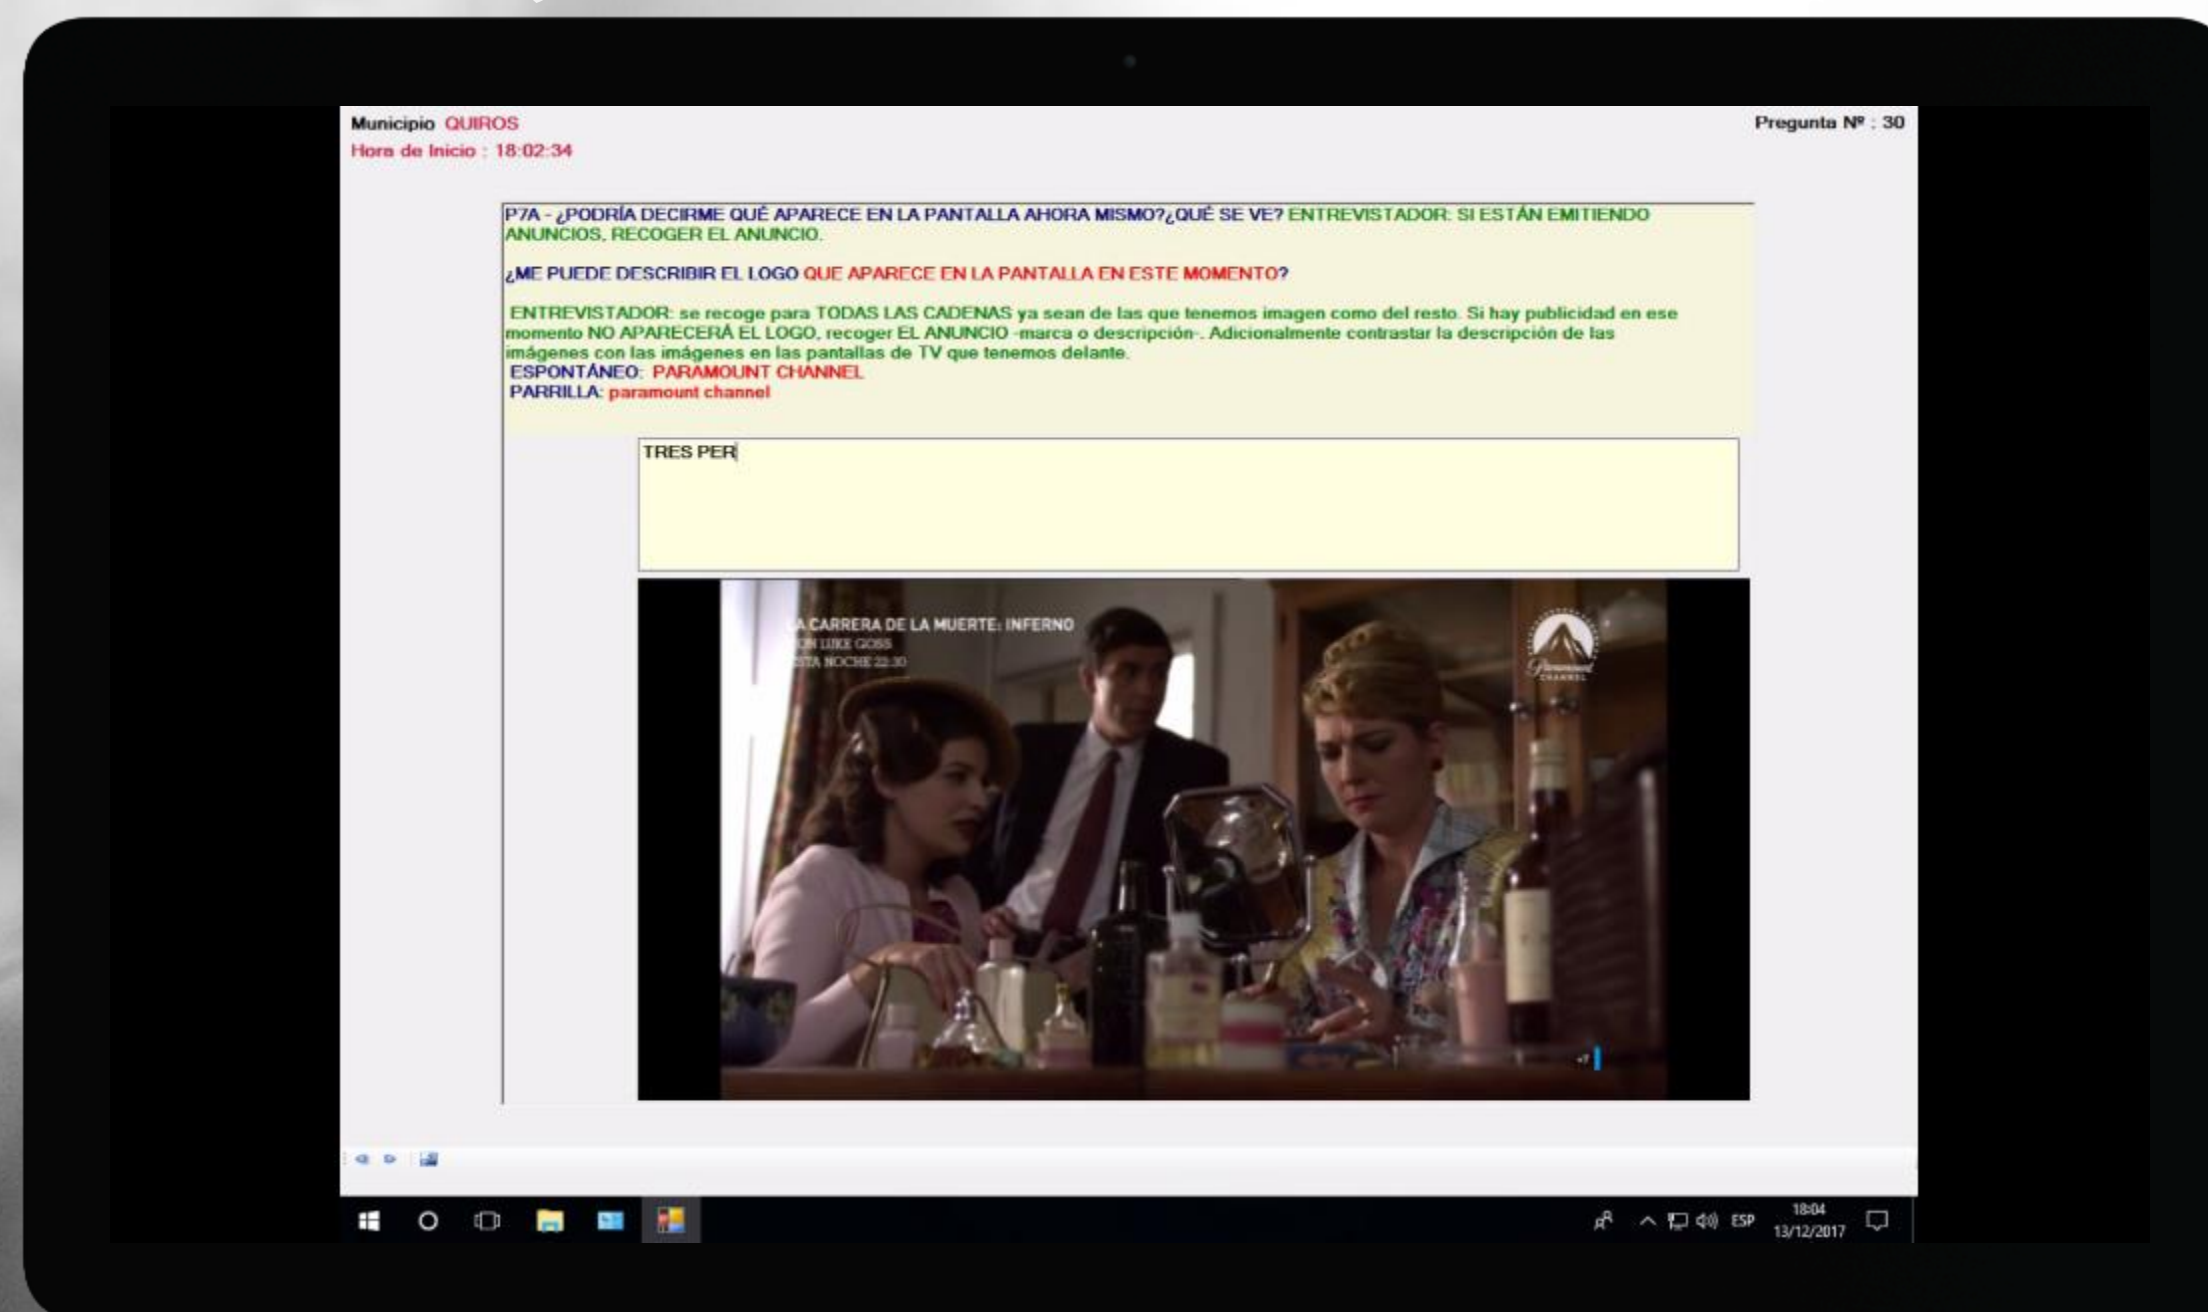 Municipio QUIROS
Pregunta Nº : 30
Hora de Inicio : 18:02:34
P7A - ¿PODRÍA DECIRME QUÉ APARECE EN LA PANTALLA AHORA MISMO?¿QUÉ SE VE? ENTREVISTADOR: SI ESTÁN EMITIENDO
ANUNCIOS, RECOGER EL ANUNCIO.
¿ME PUEDE DESCRIBIR EL LOGO QUE APARECE EN LA PANTALLA EN ESTE MOMENTO?
ENTREVISTADOR: se recoge para TODAS LAS CADENAS ya sean de las que tenemos imagen como del resto. Si hay publicidad en ese
momento NO APARECERÁ EL LOGO, recoger EL ANUNCIO -marca o descripción-. Adicionalmente contrastar la descripción de las
imágenes con las imágenes en las pantallas de TV que tenemos delante.
ESPONTÁNEO: PARAMOUNT CHANNEL
PARRILLA: paramount channel
TRES PER
LA CARRERA DE LA MUERTE: INFERNO
CON LUKE GOSS
ESTA NOCHE 22:30
Paramount
CHANNEL
+7
ESP
18:04
13/12/2017